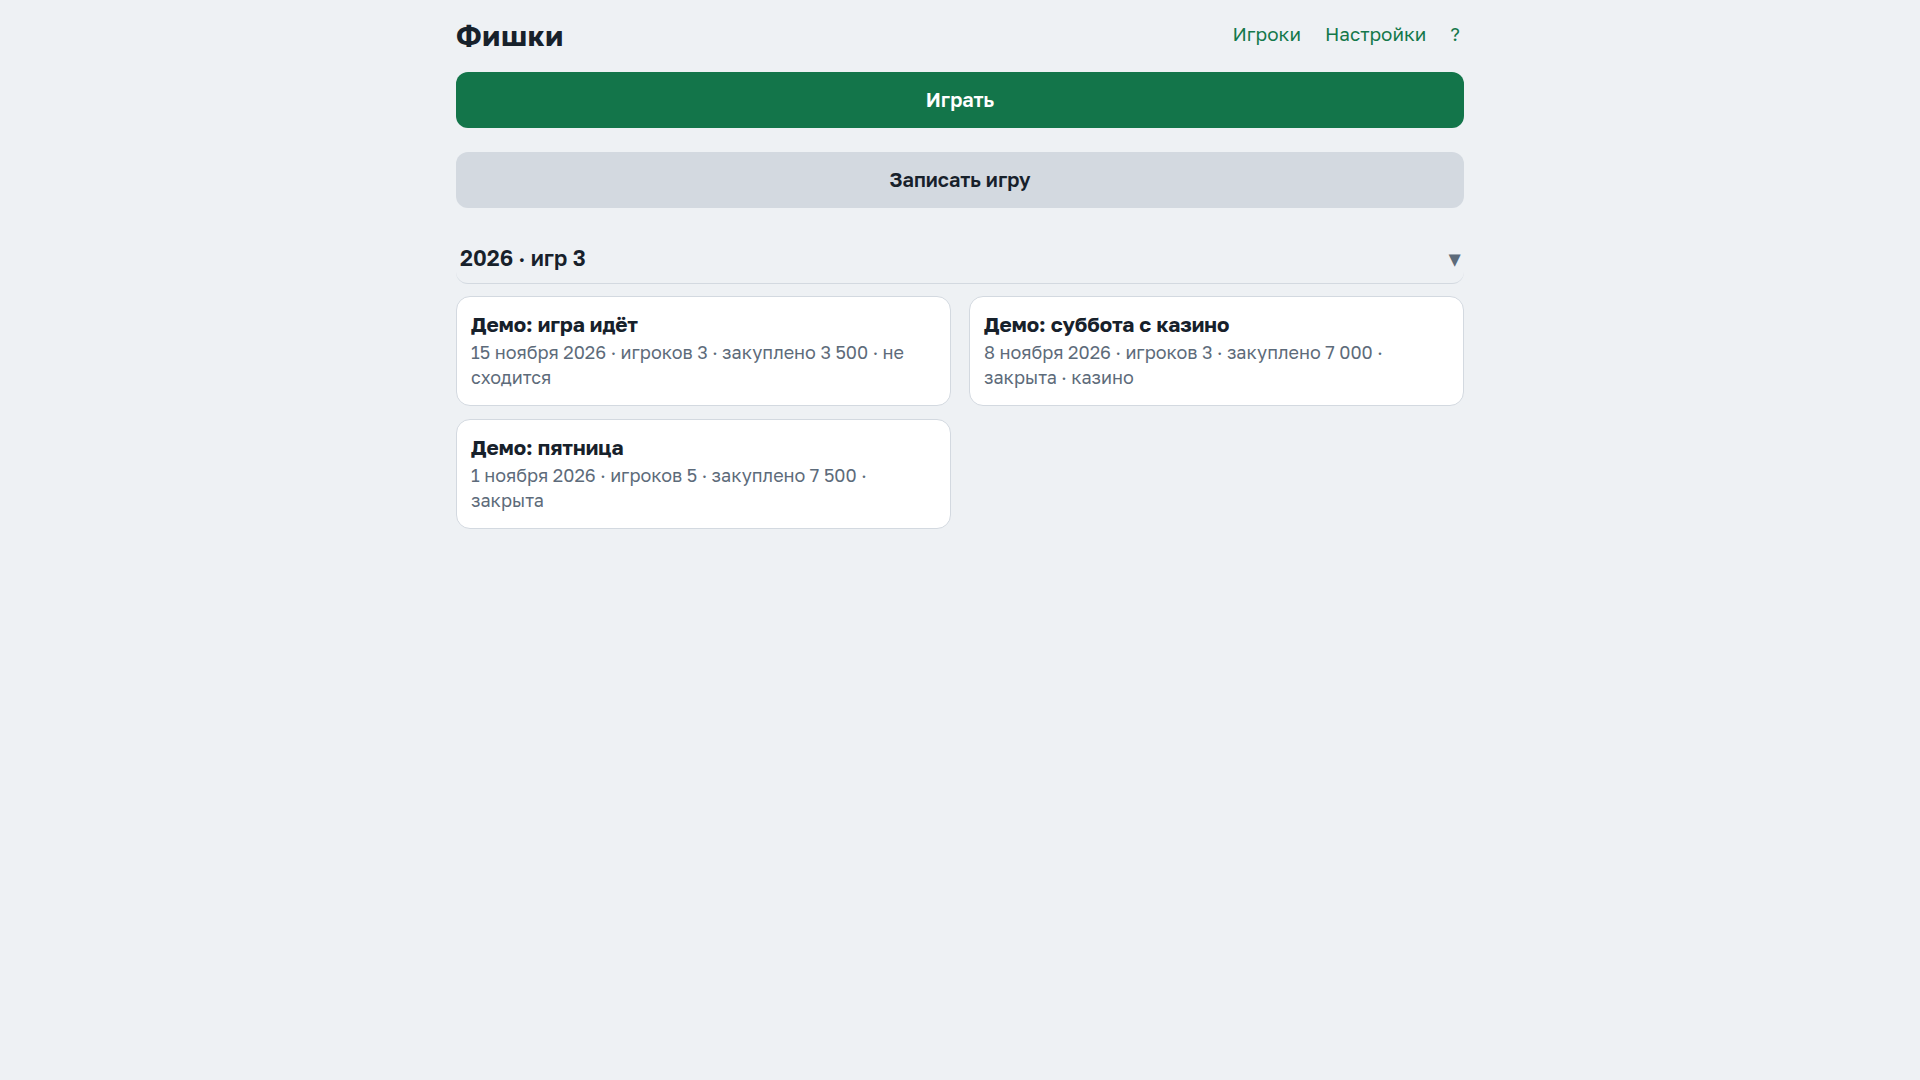 Фишки
Игроки Настройки ?
Играть
Записать игру
2026 · игр 3 ▼
Демо: игра идёт
15 ноября 2026 · игроков 3 · закуплено 3 500 · не
сходится
Демо: суббота с казино
8 ноября 2026 · игроков 3 · закуплено 7 000 ·
закрыта · казино
Демо: пятница
1 ноября 2026 · игроков 5 · закуплено 7 500 ·
закрыта